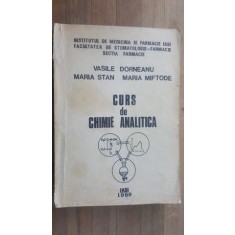 INSTITUTUL DE MEDICINA SI FARMACIE IASI
FACULTATEA DE STOMATOLOGIE-FARMACIE
SECTIA FARMACIE
VASILE DORNEANU
MARIA STAN MARIA MIFTODE
CURS
de
CHIMIE ANALITICA
IASI